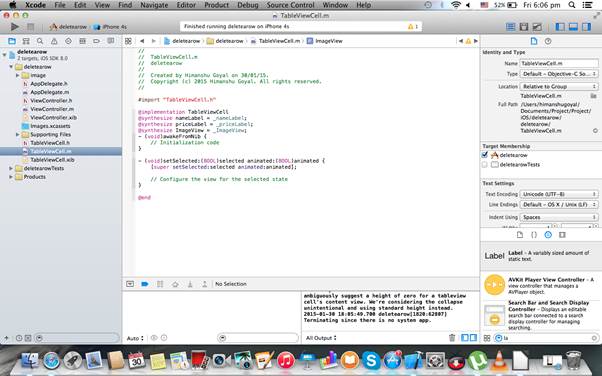 Xcode File Edit View Find Navigate Editor Product Debug Source Control Window Help 52% Fri 6:06 pm
TableViewCell.m
deletearow iPhone 4s
Finished running deletearow on iPhone 4s
1
deletearow deletearow TableViewCell.m ImageView
deletearow
2 targets, iOS SDK 8.0
deletearow
image
AppDelegate.h
AppDelegate.m
ViewController.h
ViewController.m
ViewController.xib
Images.xcassets
Supporting Files
TableViewCell.h
TableViewCell.m
TableViewCell.xib
deletearowTests
Products
//
// TableViewCell.m
// deletearow
//
// Created by Himanshu Goyal on 30/01/15.
// Copyright (c) 2015 Himanshu Goyal. All rights reserved.
//
#import "TableViewCell.h"
@implementation TableViewCell
@synthesize nameLabel = _nameLabel;
@synthesize priceLabel = _priceLabel;
@synthesize ImageView = _ImageView;
- (void)awakeFromNib {
// Initialization code
}
- (void)setSelected:(BOOL)selected animated:(BOOL)animated {
[super setSelected:selected animated:animated];
// Configure the view for the selected state
}
@end
No Selection
ambiguously suggest a height of zero for a tableview
cell's content view. We're considering the collapse
unintentional and using standard height instead.
2015-01-30 18:05:49.700 deletearow[1820:62807]
Terminating since there is no system app.
Auto
All Output
Identity and Type
Name TableViewCell.m
Type Default - Objective-C So...
Location Relative to Group
TableViewCell.m
Full Path /Users/himanshugoyal/
Documents/Project/Project/
iOS/deletearow/
deletearow/
TableViewCell.m
Target Membership
deletearow
deletearowTests
Text Settings
Text Encoding Unicode (UTF-8)
Line Endings Default - OS X / Unix (LF)
Indent Using Spaces
Label Label - A variably sized amount of
static text.
AVKit Player View Controller - A
view controller that manages a
AVPlayer object.
Search Bar and Search Display
Controller - Displays an editable
search bar connected to a search
display controller for managing
searching.
la
30